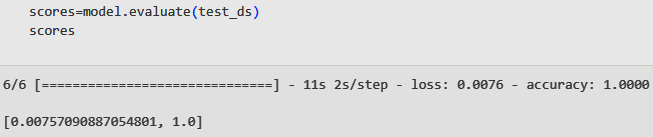 scores=model.evaluate(test_ds)
scores
6/6 [==============================] - 11s 2s/step - loss: 0.0076 - accuracy: 1.0000
[0.00757090887054801, 1.0]